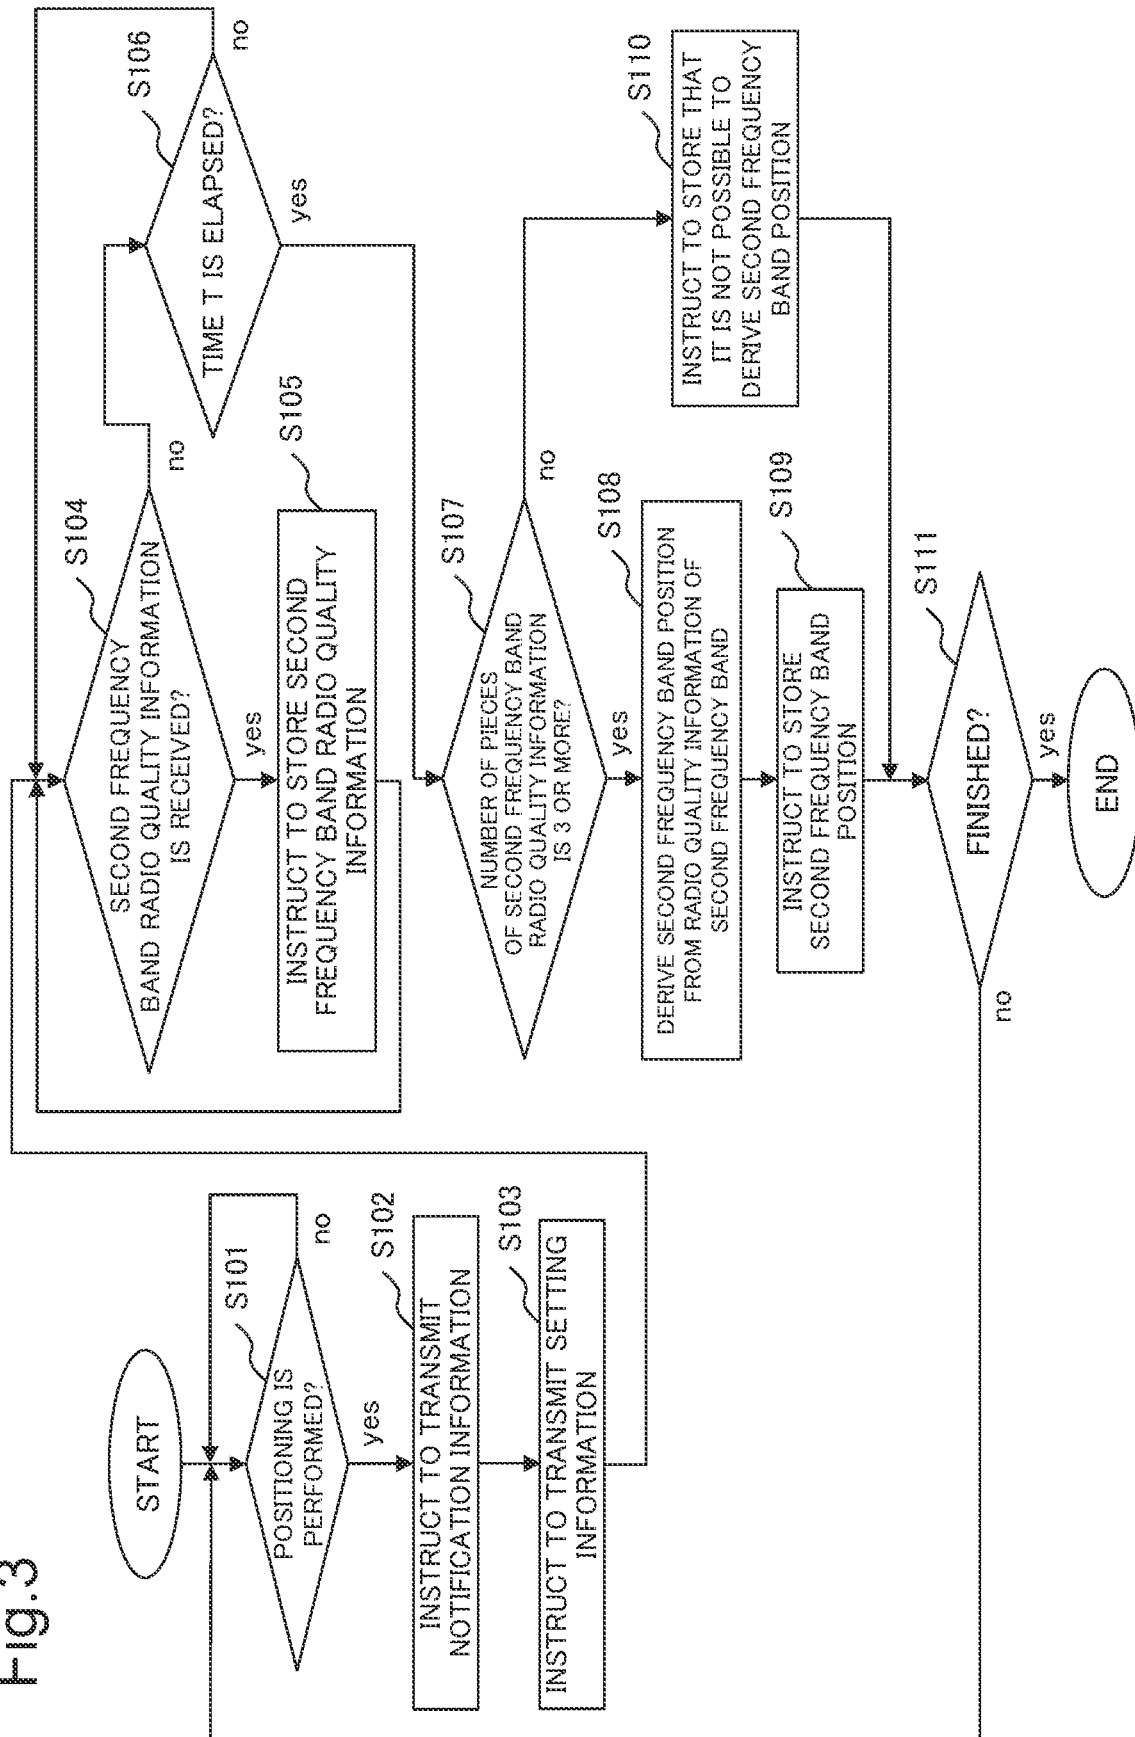 Fig.3
START
S101
POSITIONING IS
PERFORMED?
no
yes
S102
INSTRUCT TO TRANSMIT
NOTIFICATION INFORMATION
S103
INSTRUCT TO TRANSMIT SETTING
INFORMATION
S104
SECOND FREQUENCY
BAND RADIO QUALITY INFORMATION
IS RECEIVED?
no
yes
S105
INSTRUCT TO STORE SECOND
FREQUENCY BAND RADIO QUALITY
INFORMATION
S106
TIME T IS ELAPSED?
no
yes
S107
NUMBER OF PIECES
OF SECOND FREQUENCY BAND
RADIO QUALITY INFORMATION
IS 3 OR MORE?
no
yes
S108
DERIVE SECOND FREQUENCY BAND POSITION
FROM RADIO QUALITY INFORMATION OF
SECOND FREQUENCY BAND
S109
INSTRUCT TO STORE
SECOND FREQUENCY BAND
POSITION
S110
INSTRUCT TO STORE THAT
IT IS NOT POSSIBLE TO
DERIVE SECOND FREQUENCY
BAND POSITION
S111
FINISHED?
no
yes
END